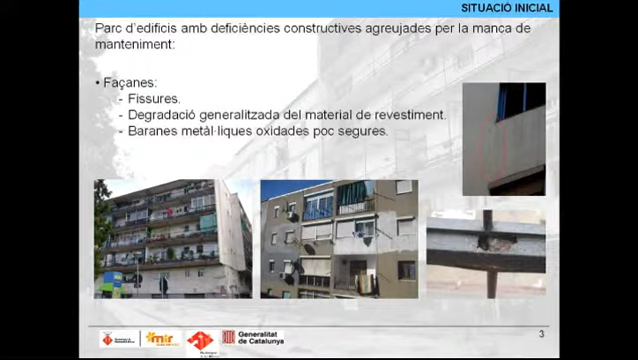 SITUACIÓ INICIAL
Parc d'edificis amb deficiències constructives agreujades per la manca de
manteniment:
• Façanes:
- Fissures.
- Degradació generalitzada del material de revestiment.
- Baranes metàl·liques oxidades poc segures.
mir
Generalitat
de Catalunya
3